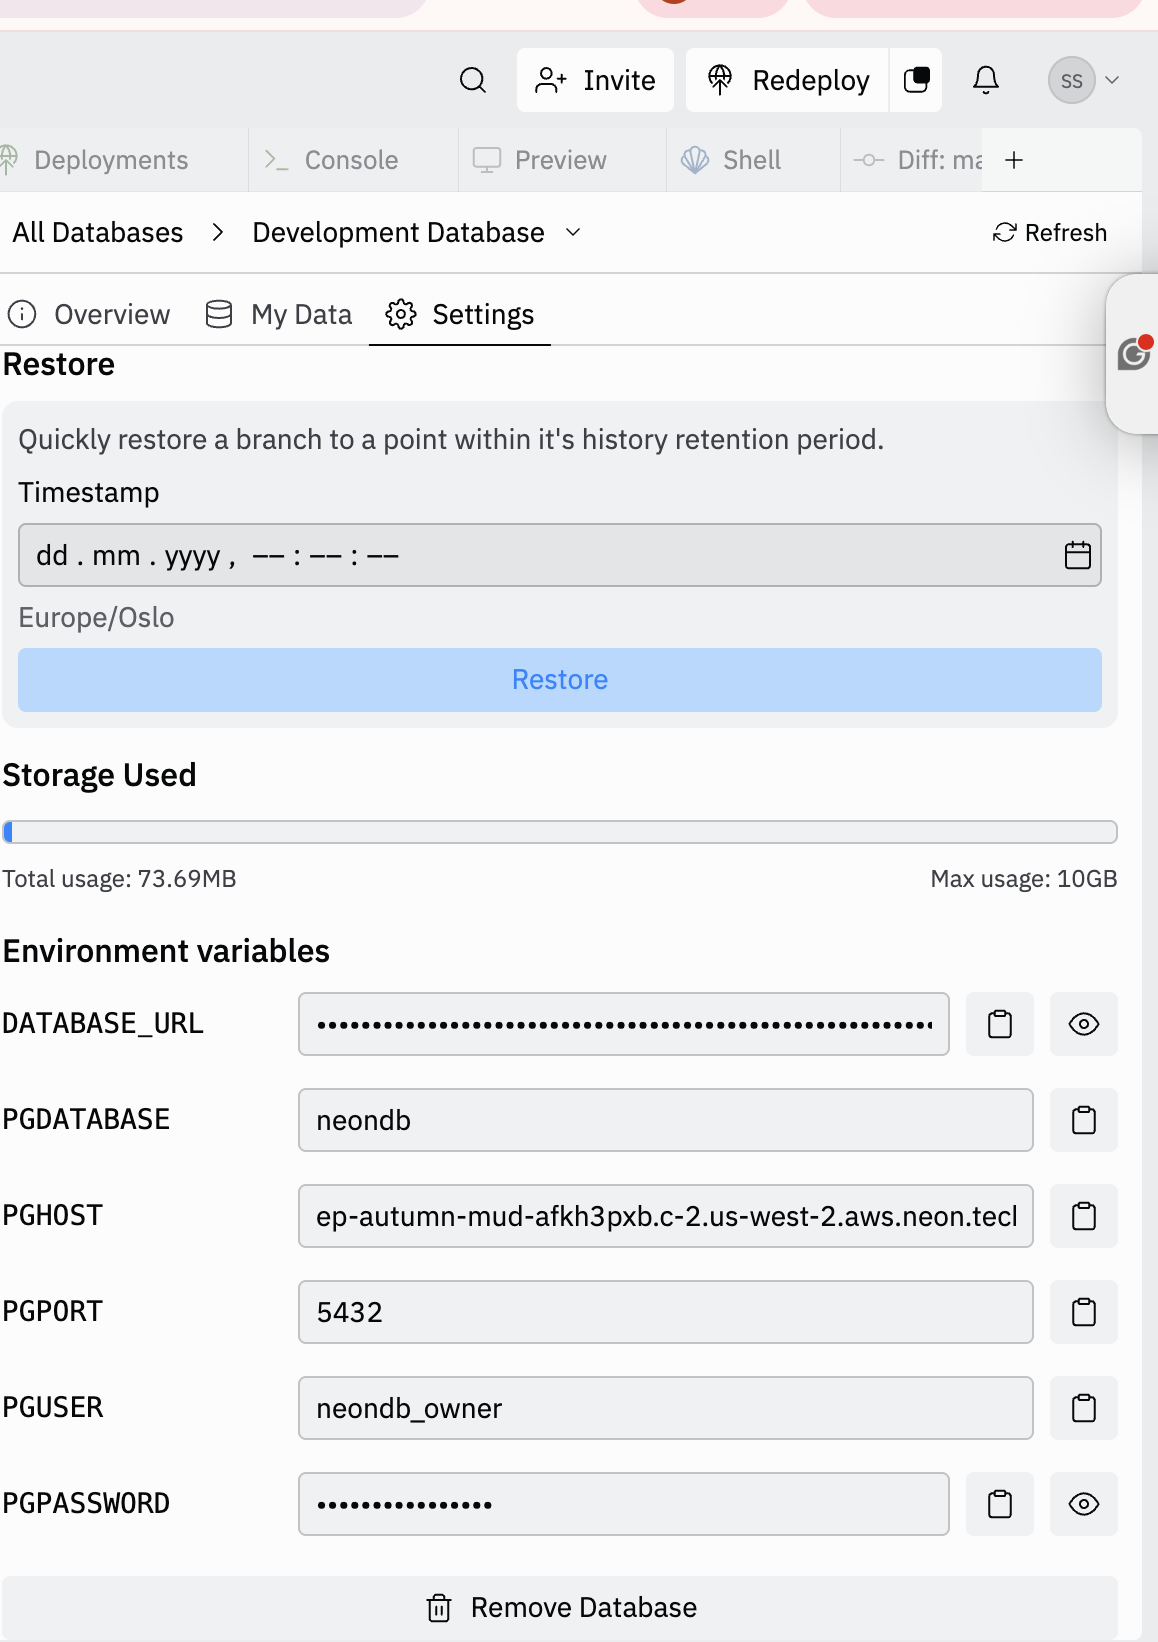 Invite
Redeploy
SS
Deployments
Console
Preview
Shell
Diff: ma
All Databases > Development Database
Refresh
Overview
My Data
Settings
Restore
Quickly restore a branch to a point within it's history retention period.
Timestamp
dd . mm . yyyy , –– : –– : ––
Europe/Oslo
Restore
Storage Used
Total usage: 73.69MB
Max usage: 10GB
Environment variables
DATABASE_URL
PGDATABASE
neondb
PGHOST
ep-autumn-mud-afkh3pxb.c-2.us-west-2.aws.neon.tecl
PGPORT
5432
PGUSER
neondb_owner
PGPASSWORD
Remove Database